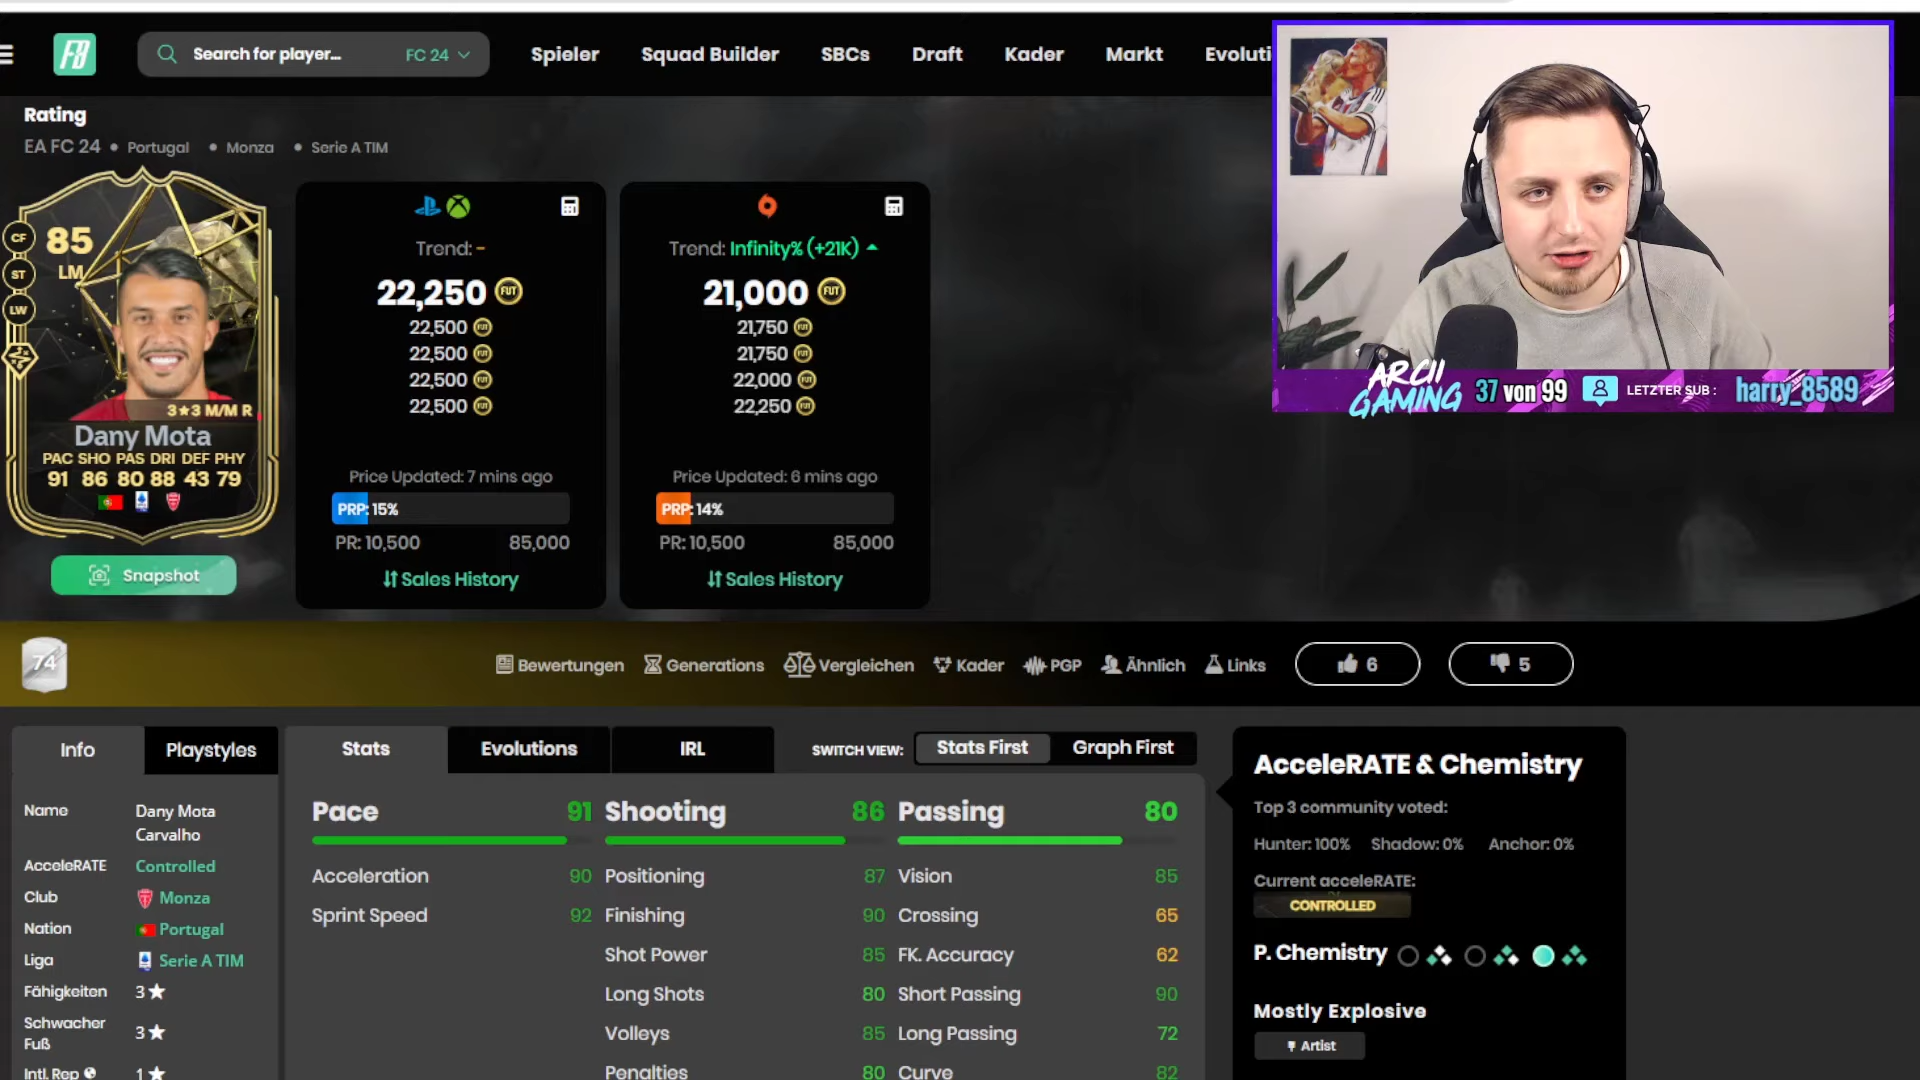 Search for player...
FC 24
Spieler
Squad Builder
SBCs
Draft
Kader
Markt
Evoluti
Rating
EA FC 24 • Portugal • Monza • Serie A TIM
85
LM
CF
ST
LW
3★3 M/M R
Dany Mota
PAC SHO PAS DRI DEF PHY
91 86 80 88 43 79
Snapshot
Trend: -
22,250
22,500
22,500
22,500
22,500
Price Updated: 7 mins ago
PRP: 15%
PR: 10,500
85,000
Sales History
Trend: Infinity% (+21K)
21,000
21,750
21,750
22,000
22,250
Price Updated: 6 mins ago
PRP: 14%
PR: 10,500
85,000
Sales History
ARCII
GAMING
37 von 99
LETZTER SUB :
harry_8589
74
Bewertungen
Generations
Vergleichen
Kader
PGP
Ähnlich
Links
6
5
Info
Playstyles
Name
Dany Mota
Carvalho
AcceleRATE
Controlled
Club
Monza
Nation
Portugal
Liga
Serie A TIM
Fähigkeiten
3★
Schwacher
Fuß
3★
Intl. Rep
1★
Stats
Evolutions
IRL
SWITCH VIEW:
Stats First
Graph First
Pace 91
Acceleration 90
Sprint Speed 92
Shooting 86
Positioning 87
Finishing 90
Shot Power 85
Long Shots 80
Volleys 85
Penalties 80
Passing 80
Vision 85
Crossing 65
FK. Accuracy 62
Short Passing 90
Long Passing 72
Curve 82
AcceleRATE & Chemistry
Top 3 community voted:
Hunter: 100% Shadow: 0% Anchor: 0%
Current acceleRATE:
CONTROLLED
P. Chemistry
Mostly Explosive
Artist